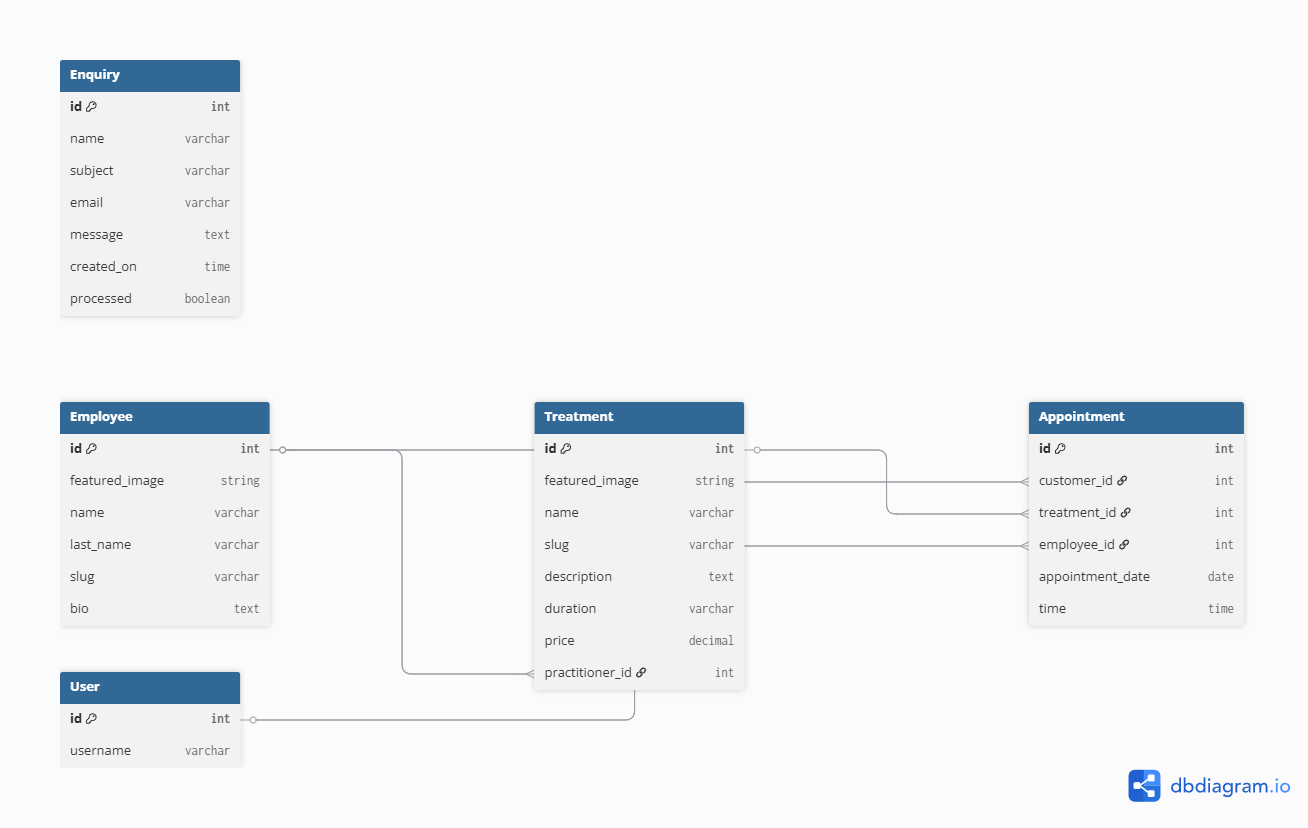 Enquiry
id int
name varchar
subject varchar
email varchar
message text
created_on time
processed boolean
Employee
id int
featured_image string
name varchar
last_name varchar
slug varchar
bio text
Treatment
id int
featured_image string
name varchar
slug varchar
description text
duration varchar
price decimal
practitioner_id int
Appointment
id int
customer_id int
treatment_id int
employee_id int
appointment_date date
time time
User
id int
username varchar
dbdiagram.io